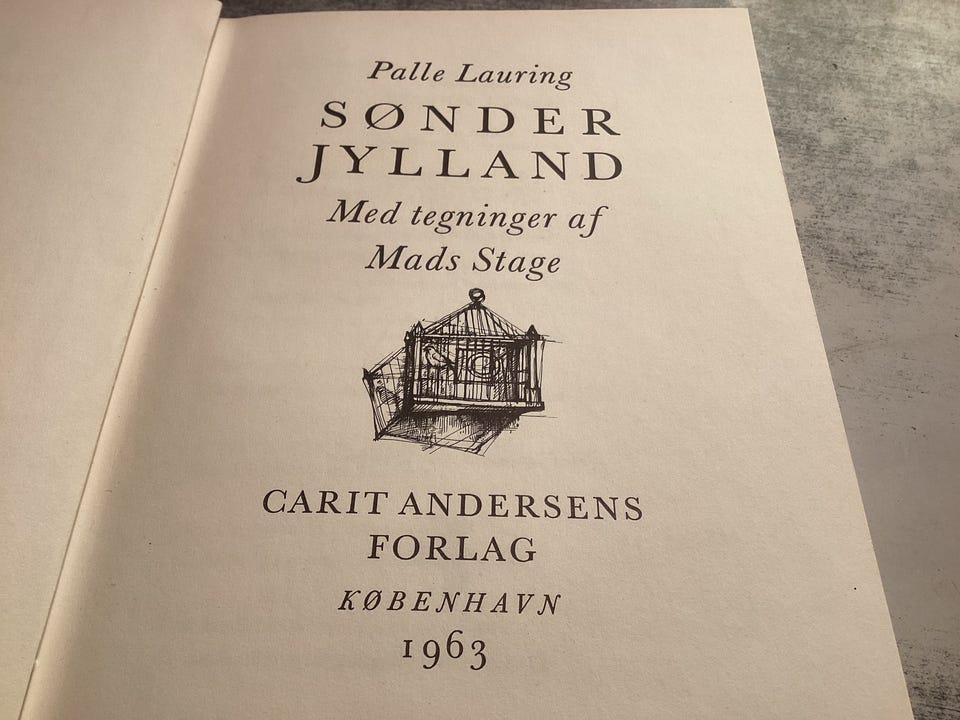 Palle Lauring
SØNDER
JYLLAND
Med tegninger af
Mads Stage
CARIT ANDERSENS
FORLAG
KØBENHAVN
1963